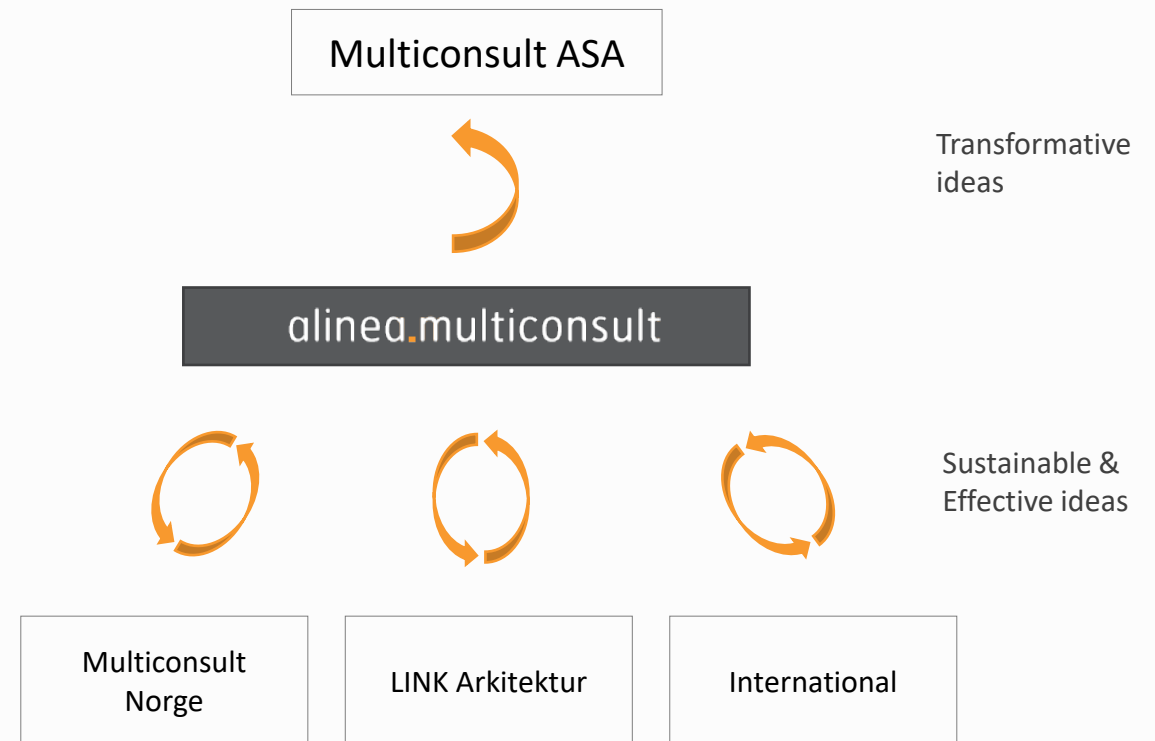 Multiconsult ASA
Transformative
ideas
alinea.multiconsult
Sustainable &
Effective ideas
Multiconsult
Norge
LINK Arkitektur
International